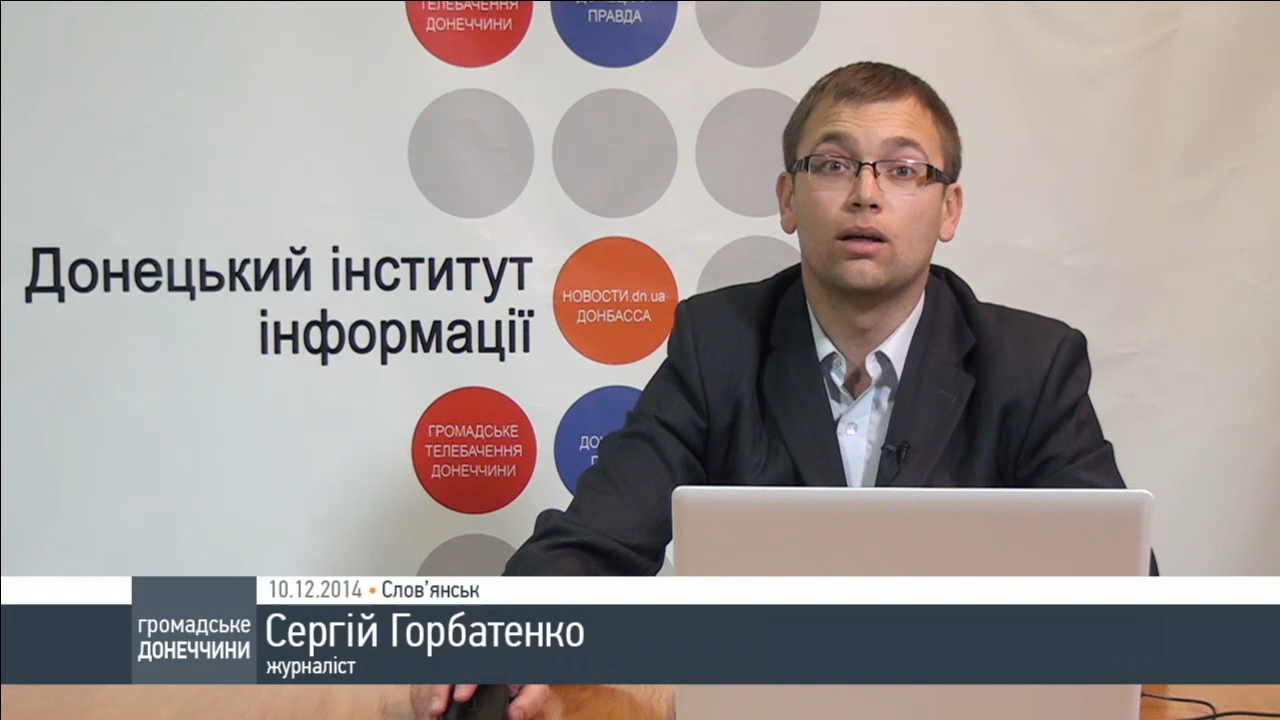 ТЕЛЕБАЧЕННЯ
ДОНЕЧЧИНИ
ПРАВДА
Донецький інститут
інформації
НОВОСТИ.dn.ua
ДОНБАССА
ГРОМАДСЬКЕ
ТЕЛЕБАЧЕННЯ
ДОНЕЧЧИНИ
10.12.2014 • Слов’янськ
громадське
ДОНЕЧЧИНИ
Сергій Горбатенко
журналіст